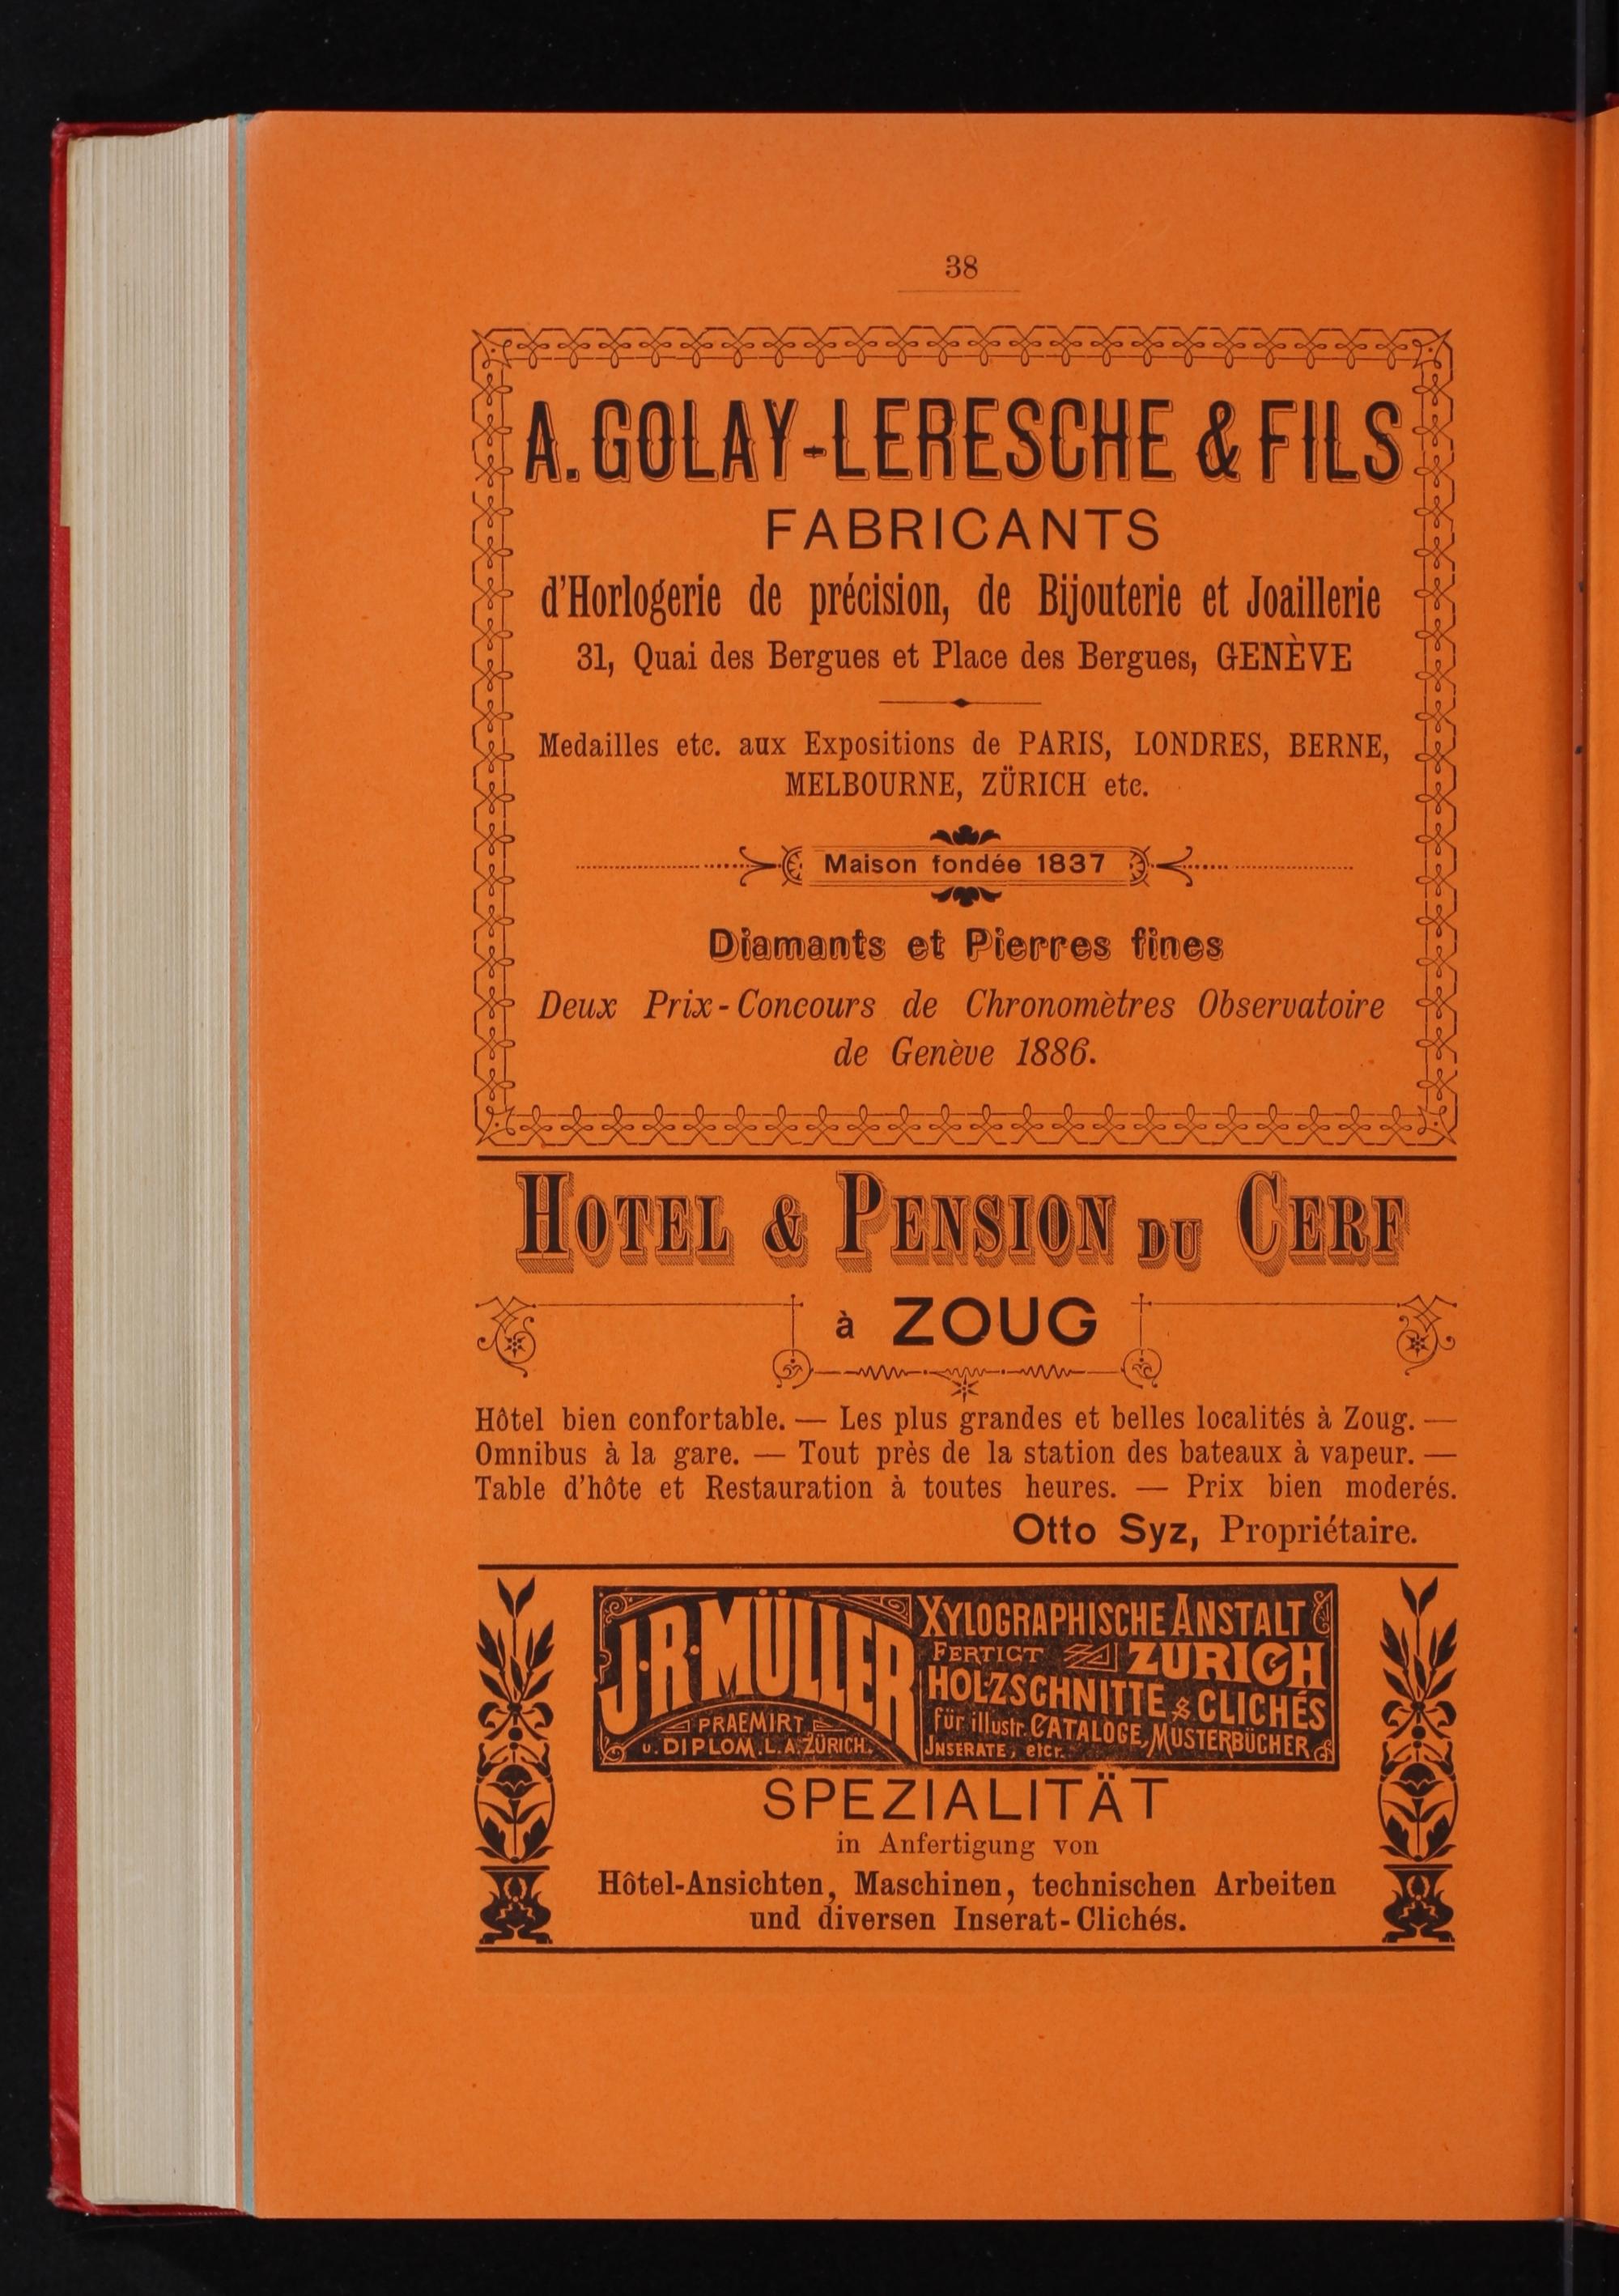 38
A. GOLAY-LERESCHE & FILS
FABRICANTS
d'Horlogerie de précision, de Bijouterie et Joaillerie
31, Quai des Bergues et Place des Bergues, GENÈVE
Medailles etc. aux Expositions de PARIS, LONDRES, BERNE,
MELBOURNE, ZÜRICH etc.
Maison fondée 1837
Diamants et Pierres fines
Deux Prix-Concours de Chronomètres Observatoire
de Genève 1886.
HOTEL & PENSION DU CERF
à ZOUG
Hôtel bien confortable. — Les plus grandes et belles localités à Zoug. —
Omnibus à la gare. — Tout près de la station des bateaux à vapeur. —
Table d'hôte et Restauration à toutes heures. — Prix bien moderés.
Otto Syz, Propriétaire.
J. R. MÜLLER
PRAEMIRT
u. DIPLOM. L. A. ZÜRICH.
XYLOGRAPHISCHE ANSTALT
FERTIGT ZURICH
HOLZSCHNITTE & CLICHÉS
für illustr. CATALOGE, MUSTERBÜCHER
JNSERATE, etcr.
SPEZIALITÄT
in Anfertigung von
Hôtel-Ansichten, Maschinen, technischen Arbeiten
und diversen Inserat-Clichés.